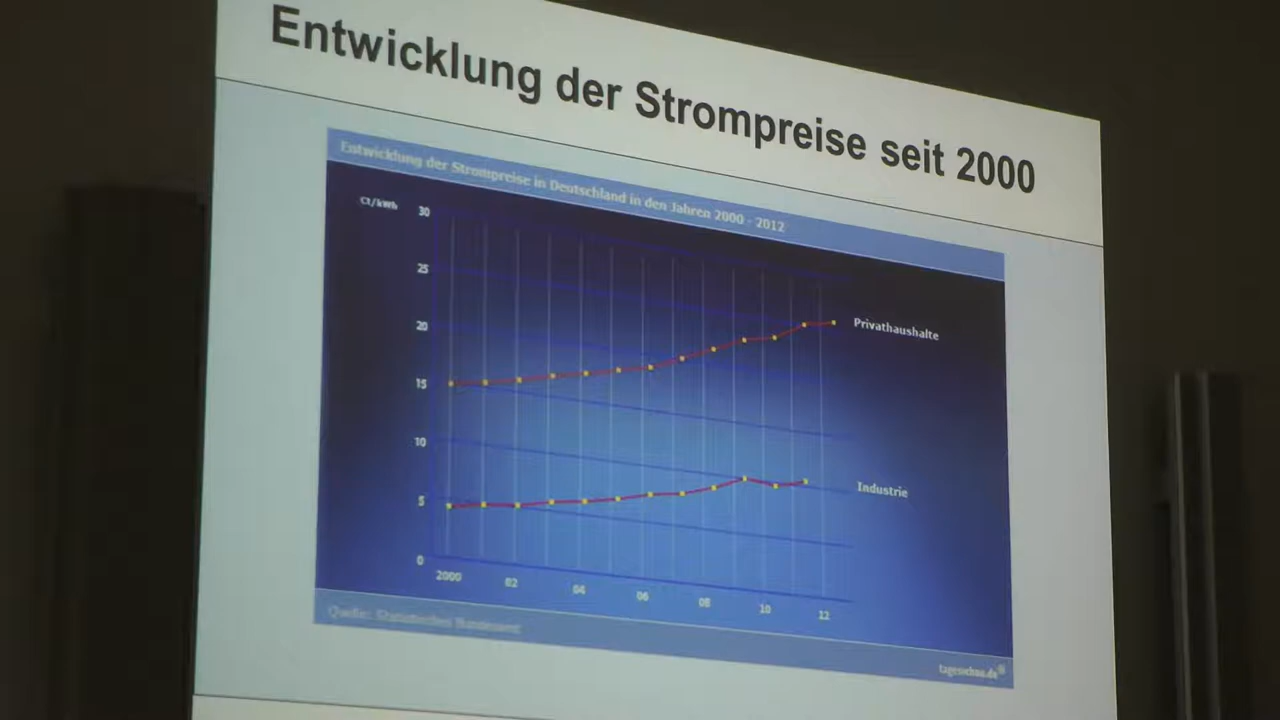 Entwicklung der Strompreise seit 2000
Entwicklung der Strompreise in Deutschland in den Jahren 2000 - 2012
Ct/kWh
30
25
20
15
10
5
0
Privathaushalte
Industrie
2000 02 04 06 08 10 12
Quelle: Statistisches Bundesamt
tagesschau.de